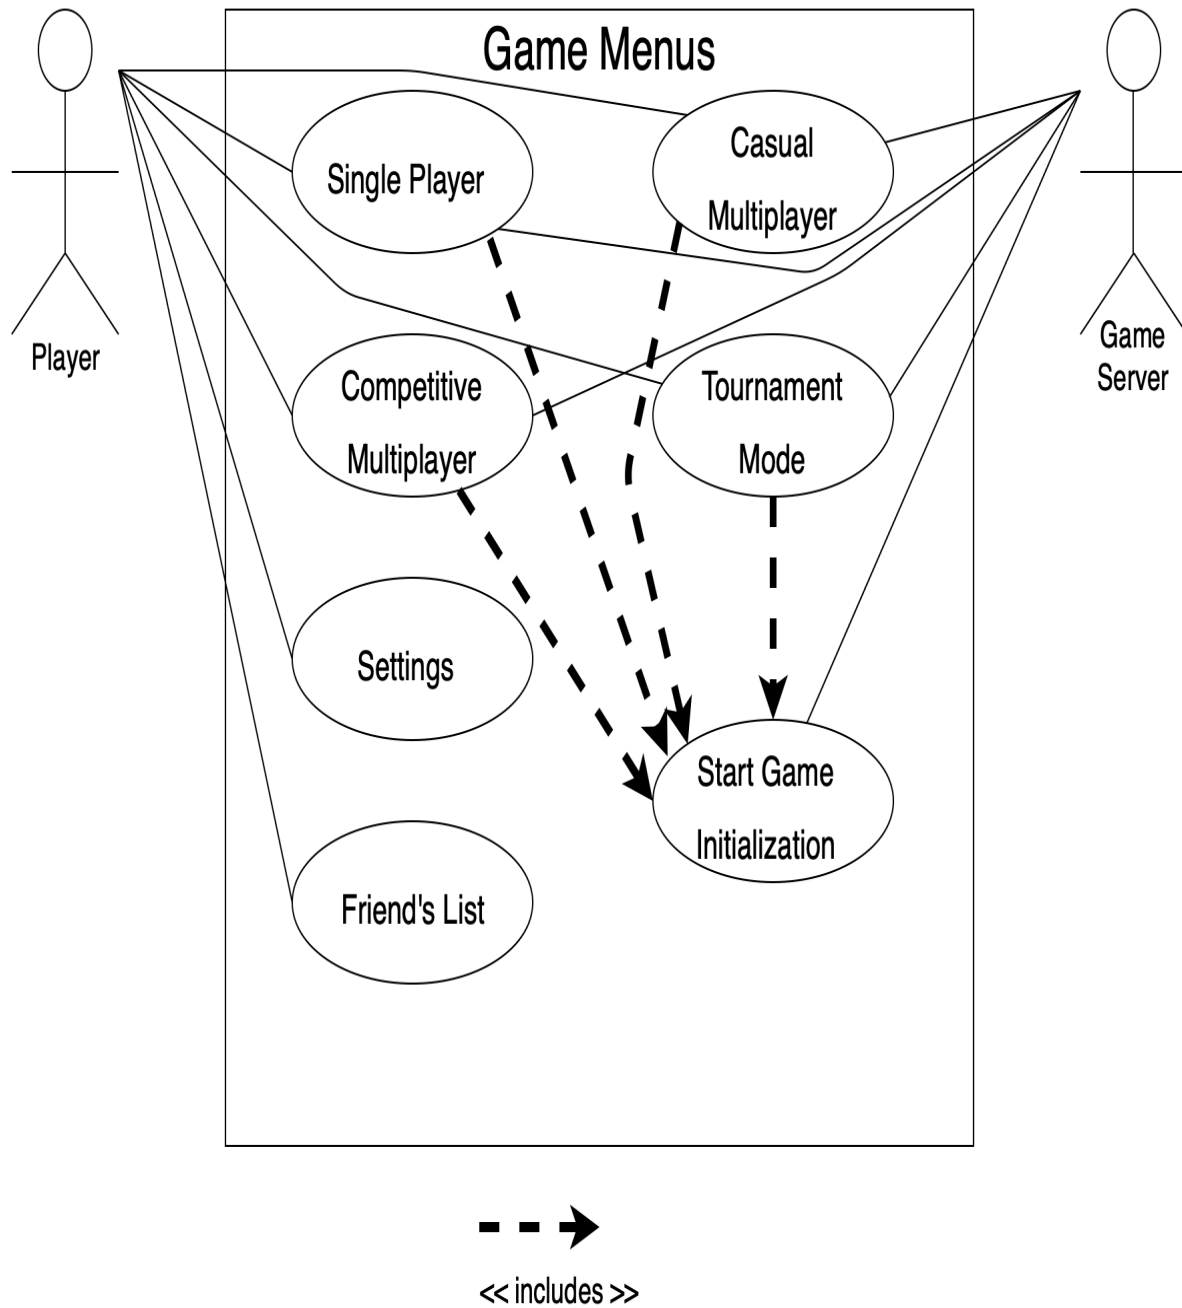 Game Menus
Single Player
Casual
Multiplayer
Player
Game
Server
Competitive
Multiplayer
Tournament
Mode
Settings
Start Game
Initialization
Friend's List
<< includes >>